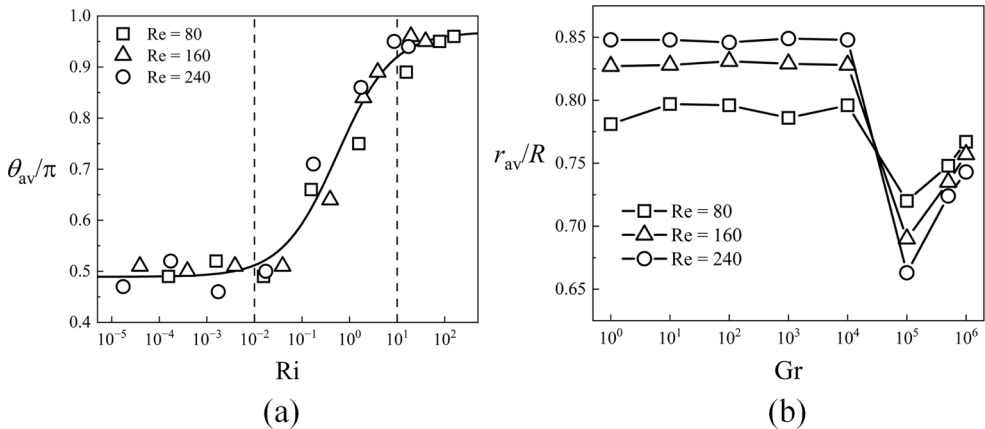 θav/π
1.0
0.9
0.8
0.7
0.6
0.5
0.4
Re = 80
Re = 160
Re = 240
10⁻⁵ 10⁻⁴ 10⁻³ 10⁻² 10⁻¹ 10⁰ 10¹ 10²
Ri
(a)
rav/R
0.85
0.80
0.75
0.70
0.65
Re = 80
Re = 160
Re = 240
10⁰ 10¹ 10² 10³ 10⁴ 10⁵ 10⁶
Gr
(b)